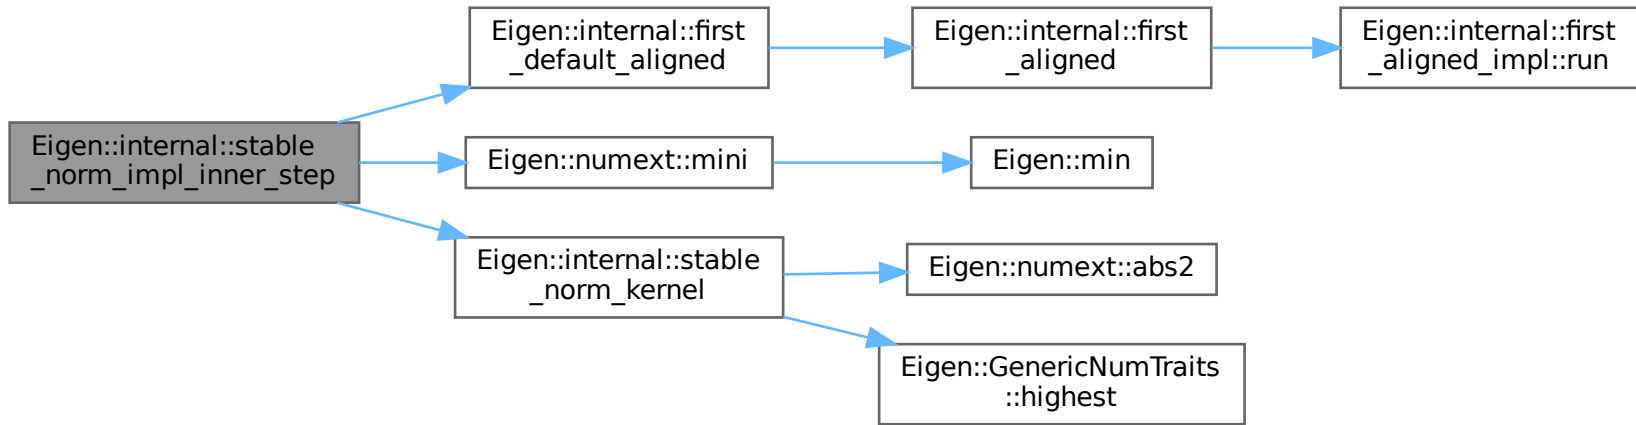 Eigen::internal::stable
_norm_impl_inner_step
Eigen::internal::first
_default_aligned
Eigen::internal::first
_aligned
Eigen::internal::first
_aligned_impl::run
Eigen::numext::mini
Eigen::min
Eigen::internal::stable
_norm_kernel
Eigen::numext::abs2
Eigen::GenericNumTraits
::highest